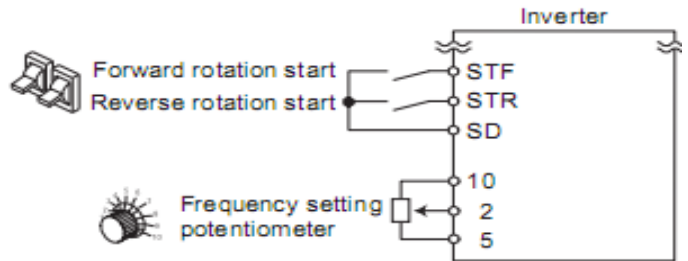 Inverter
Forward rotation start
STF
Reverse rotation start
STR
SD
10
Frequency setting
potentiometer
2
5